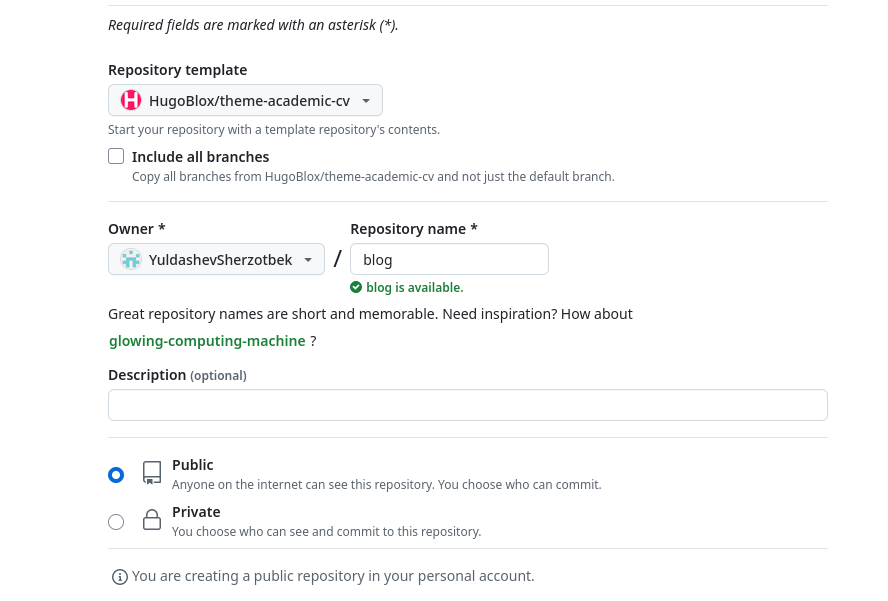 Required fields are marked with an asterisk (*).
Repository template
HugoBlox/theme-academic-cv
Start your repository with a template repository's contents.
Include all branches
Copy all branches from HugoBlox/theme-academic-cv and not just the default branch.
Owner * Repository name *
YuldashevSherzotbek / blog
blog is available.
Great repository names are short and memorable. Need inspiration? How about
glowing-computing-machine ?
Description (optional)
Public
Anyone on the internet can see this repository. You choose who can commit.
Private
You choose who can see and commit to this repository.
You are creating a public repository in your personal account.